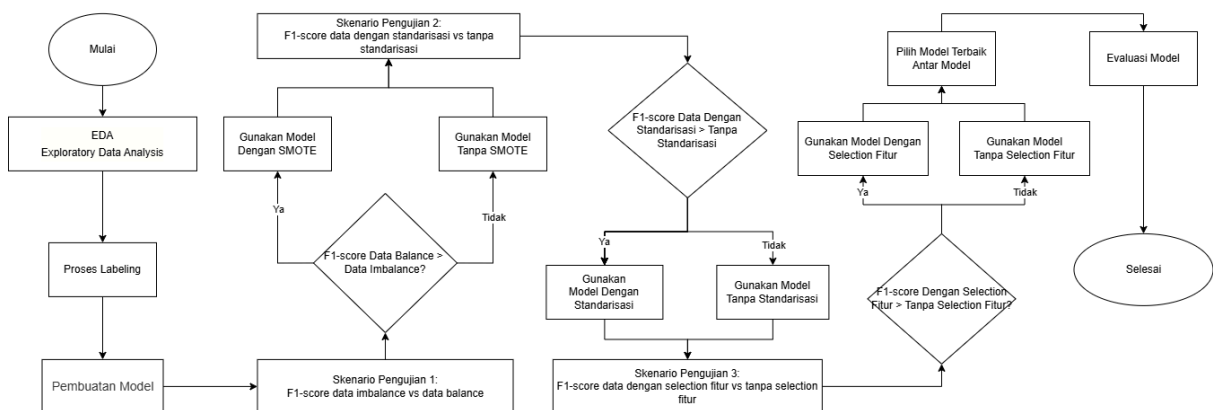 Mulai
EDA
Exploratory Data Analysis
Proses Labeling
Pembuatan Model
Skenario Pengujian 1:
F1-score data imbalance vs data balance
F1-score Data Balance >
Data Imbalance?
Ya
Tidak
Gunakan Model
Dengan SMOTE
Gunakan Model
Tanpa SMOTE
Skenario Pengujian 2:
F1-score data dengan standarisasi vs tanpa
standarisasi
F1-score Data Dengan
Standarisasi > Tanpa
Standarisasi
Ya
Tidak
Gunakan
Model Dengan
Standarisasi
Gunakan Model
Tanpa Standarisasi
Skenario Pengujian 3:
F1-score data dengan selection fitur vs tanpa selection
fitur
F1-score Dengan Selection
Fitur > Tanpa Selection Fitur?
Ya
Tidak
Gunakan Model Dengan
Selection Fitur
Gunakan Model
Tanpa Selection Fitur
Pilih Model Terbaik
Antar Model
Evaluasi Model
Selesai